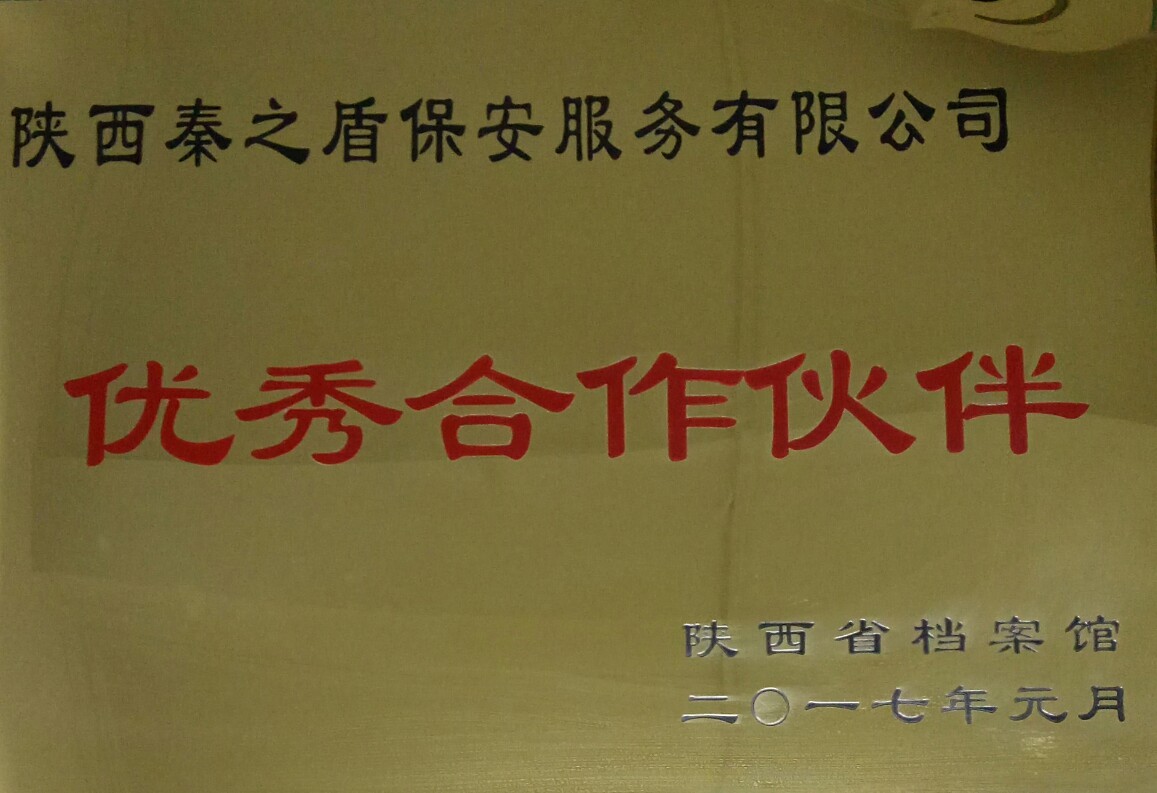 陕西秦之盾保安服务有限公司
优秀合作伙伴
陕西省档案馆
二〇一七年元月